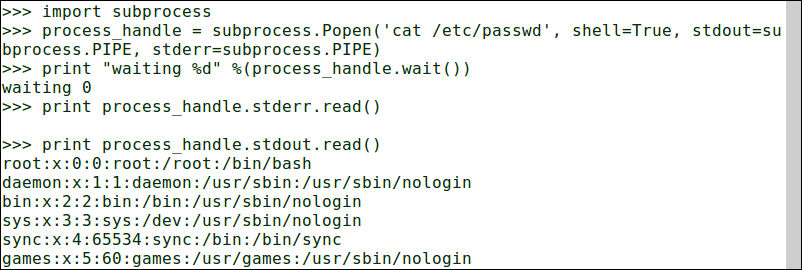 >>> import subprocess
>>> process_handle = subprocess.Popen('cat /etc/passwd', shell=True, stdout=su
bprocess.PIPE, stderr=subprocess.PIPE)
>>> print "waiting %d" %(process_handle.wait())
waiting 0
>>> print process_handle.stderr.read()
>>> print process_handle.stdout.read()
root:x:0:0:root:/root:/bin/bash
daemon:x:1:1:daemon:/usr/sbin:/usr/sbin/nologin
bin:x:2:2:bin:/bin:/usr/sbin/nologin
sys:x:3:3:sys:/dev:/usr/sbin/nologin
sync:x:4:65534:sync:/bin:/bin/sync
games:x:5:60:games:/usr/games:/usr/sbin/nologin